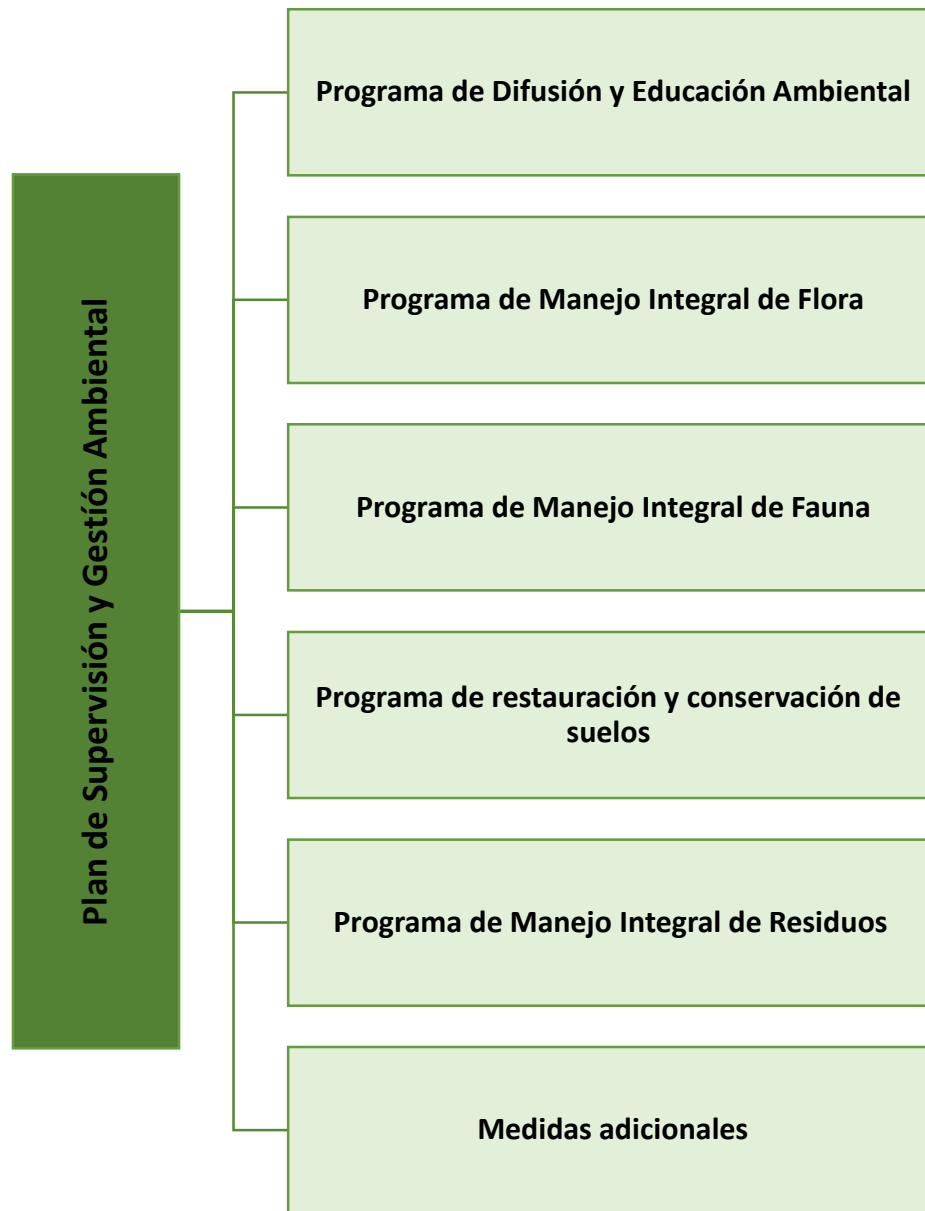 Plan de Supervisión y Gestión Ambiental
Programa de Difusión y Educación Ambiental
Programa de Manejo Integral de Flora
Programa de Manejo Integral de Fauna
Programa de restauración y conservación de
suelos
Programa de Manejo Integral de Residuos
Medidas adicionales